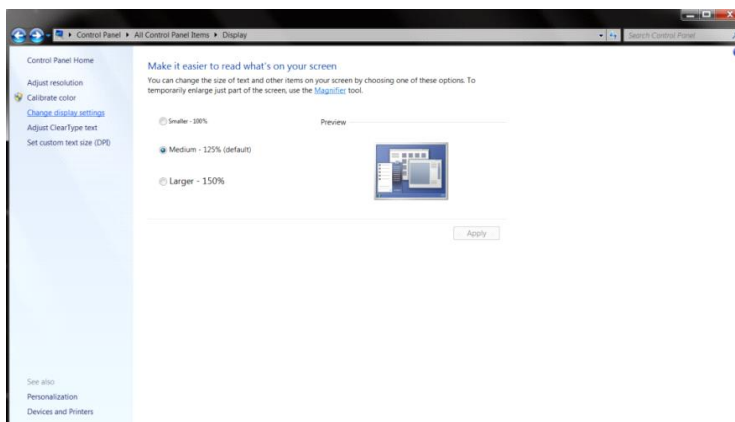 Control Panel ▸ All Control Panel Items ▸ Display
Search Control Panel
Control Panel Home
Adjust resolution
Calibrate color
Change display settings
Adjust ClearType text
Set custom text size (DPI)
Make it easier to read what's on your screen
You can change the size of text and other items on your screen by choosing one of these options. To
temporarily enlarge just part of the screen, use the Magnifier tool.
Smaller - 100%
Preview
Medium - 125% (default)
Larger - 150%
Apply
See also
Personalization
Devices and Printers